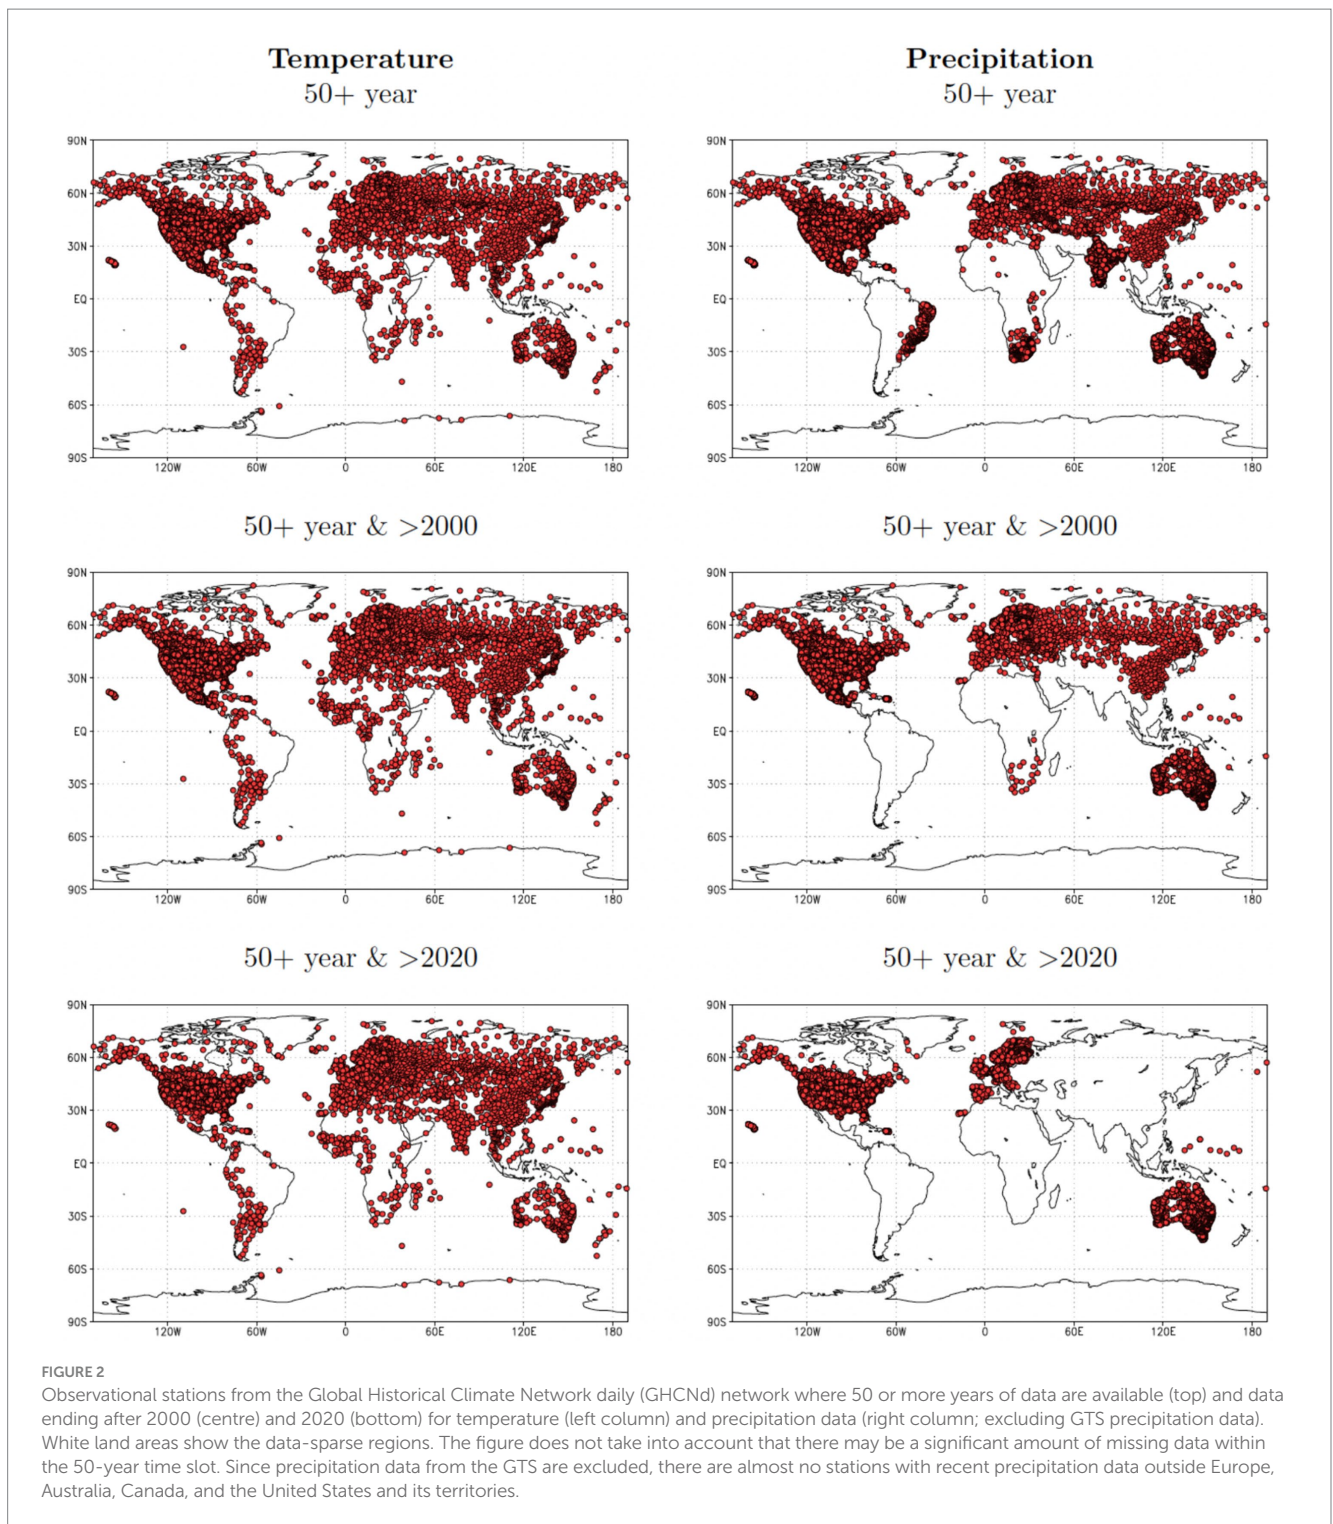 Temperature
50+ year
Precipitation
50+ year
90N
60N
30N
EQ
30S
60S
90S
120W 60W 0 60E 120E 180
90N
60N
30N
EQ
30S
60S
90S
120W 60W 0 60E 120E 180
50+ year & >2000
50+ year & >2000
90N
60N
30N
EQ
30S
60S
90S
120W 60W 0 60E 120E 180
90N
60N
30N
EQ
30S
60S
90S
120W 60W 0 60E 120E 180
50+ year & >2020
50+ year & >2020
90N
60N
30N
EQ
30S
60S
90S
120W 60W 0 60E 120E 180
90N
60N
30N
EQ
30S
60S
90S
120W 60W 0 60E 120E 180
FIGURE 2
Observational stations from the Global Historical Climate Network daily (GHCNd) network where 50 or more years of data are available (top) and data
ending after 2000 (centre) and 2020 (bottom) for temperature (left column) and precipitation data (right column; excluding GTS precipitation data).
White land areas show the data-sparse regions. The figure does not take into account that there may be a significant amount of missing data within
the 50-year time slot. Since precipitation data from the GTS are excluded, there are almost no stations with recent precipitation data outside Europe,
Australia, Canada, and the United States and its territories.